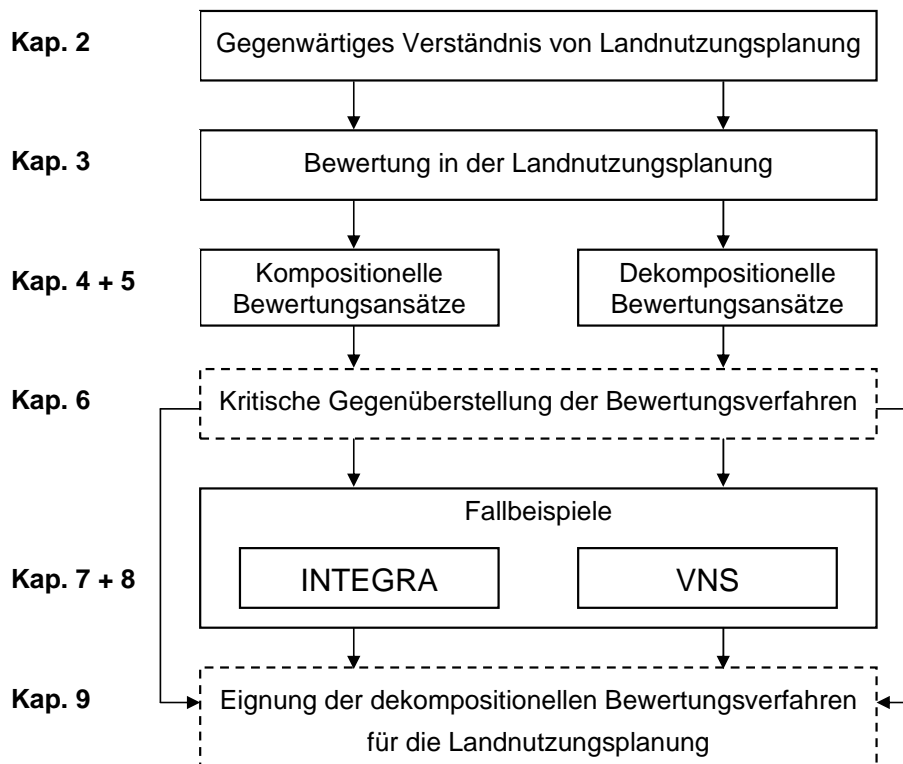 Kap. 2
Gegenwärtiges Verständnis von Landnutzungsplanung
Kap. 3
Bewertung in der Landnutzungsplanung
Kap. 4 + 5
Kompositionelle
Bewertungsansätze
Dekompositionelle
Bewertungsansätze
Kap. 6
Kritische Gegenüberstellung der Bewertungsverfahren
Fallbeispiele
Kap. 7 + 8
INTEGRA
VNS
Kap. 9
Eignung der dekompositionellen Bewertungsverfahren
für die Landnutzungsplanung